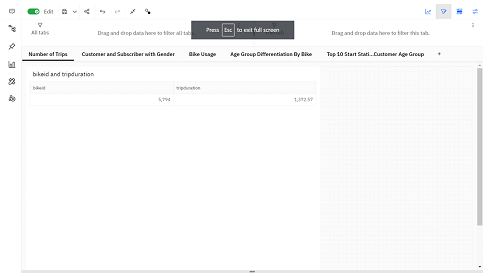 Edit
Press Esc to exit full screen
All tabs
Drag and drop data here to filter all tab
Drag and drop data here to filter this tab.
Number of Trips
Customer and Subscriber with Gender
Bike Usage
Age Group Differentiation By Bike
Top 10 Start Stati...Customer Age Group
+
bikeid and tripduration
bikeid
tripduration
5,794
1,372.57